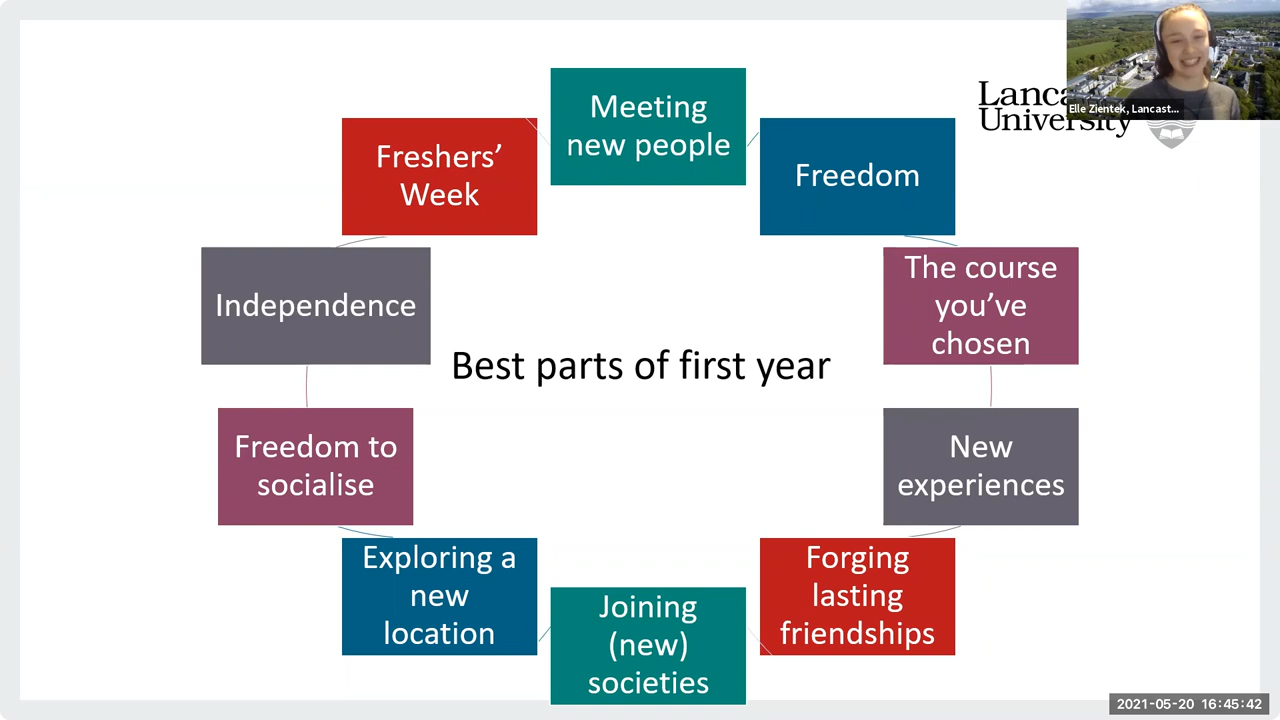 Meeting
new people
Freedom
The course
you’ve
chosen
New
experiences
Forging
lasting
friendships
Joining
(new)
societies
Exploring a
new
location
Freedom to
socialise
Independence
Freshers’
Week
Best parts of first year
University
Elle Zientek, Lancast...
2021-05-20 16:45:42